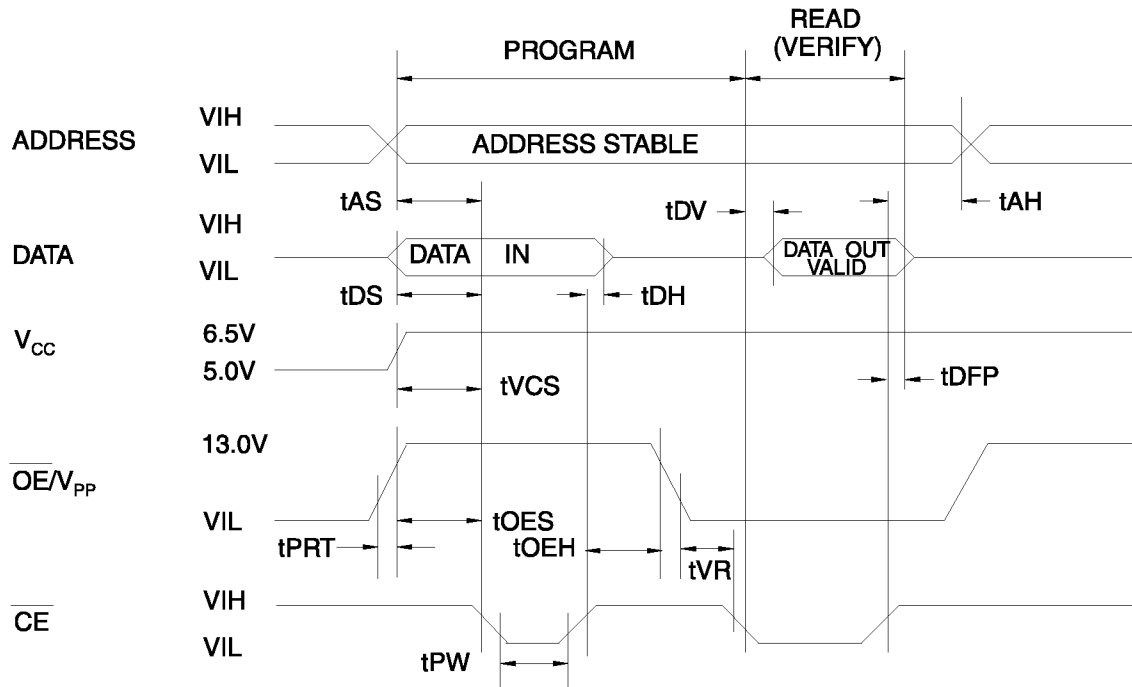 READ
(VERIFY)
PROGRAM
ADDRESS
VIH
VIL
ADDRESS STABLE
tAS
tDV
tAH
DATA
VIH
VIL
DATA IN
DATA OUT
VALID
tDS
tDH
VCC
6.5V
5.0V
tVCS
tDFP
OE/VPP
13.0V
VIL
tPRT
tOES
tOEH
tVR
CE
VIH
VIL
tPW